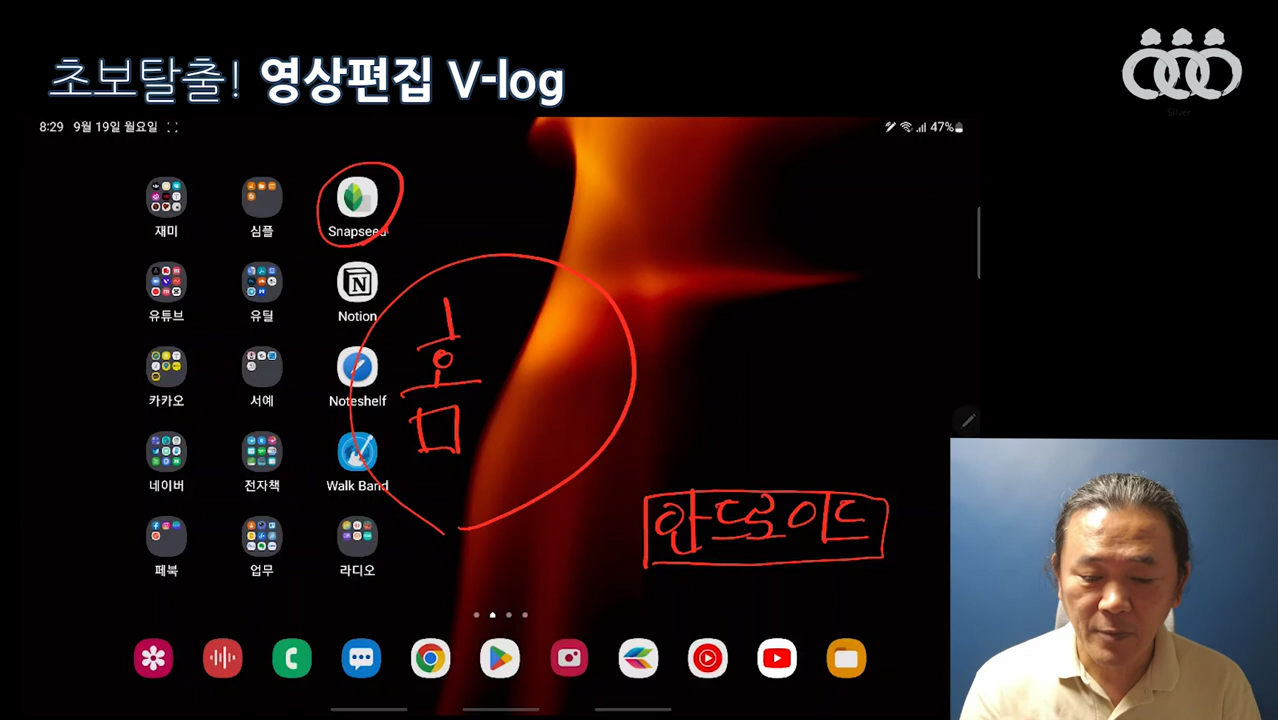 초보탈출! 영상편집 V-log
Silver
8:29 9월 19일 월요일
47%
재미 심플 Snapseed
유튜브 유틸 Notion
카카오 서예 Noteshelf
네이버 전자책 Walk Band
페북 업무 라디오
홈
안드로이드